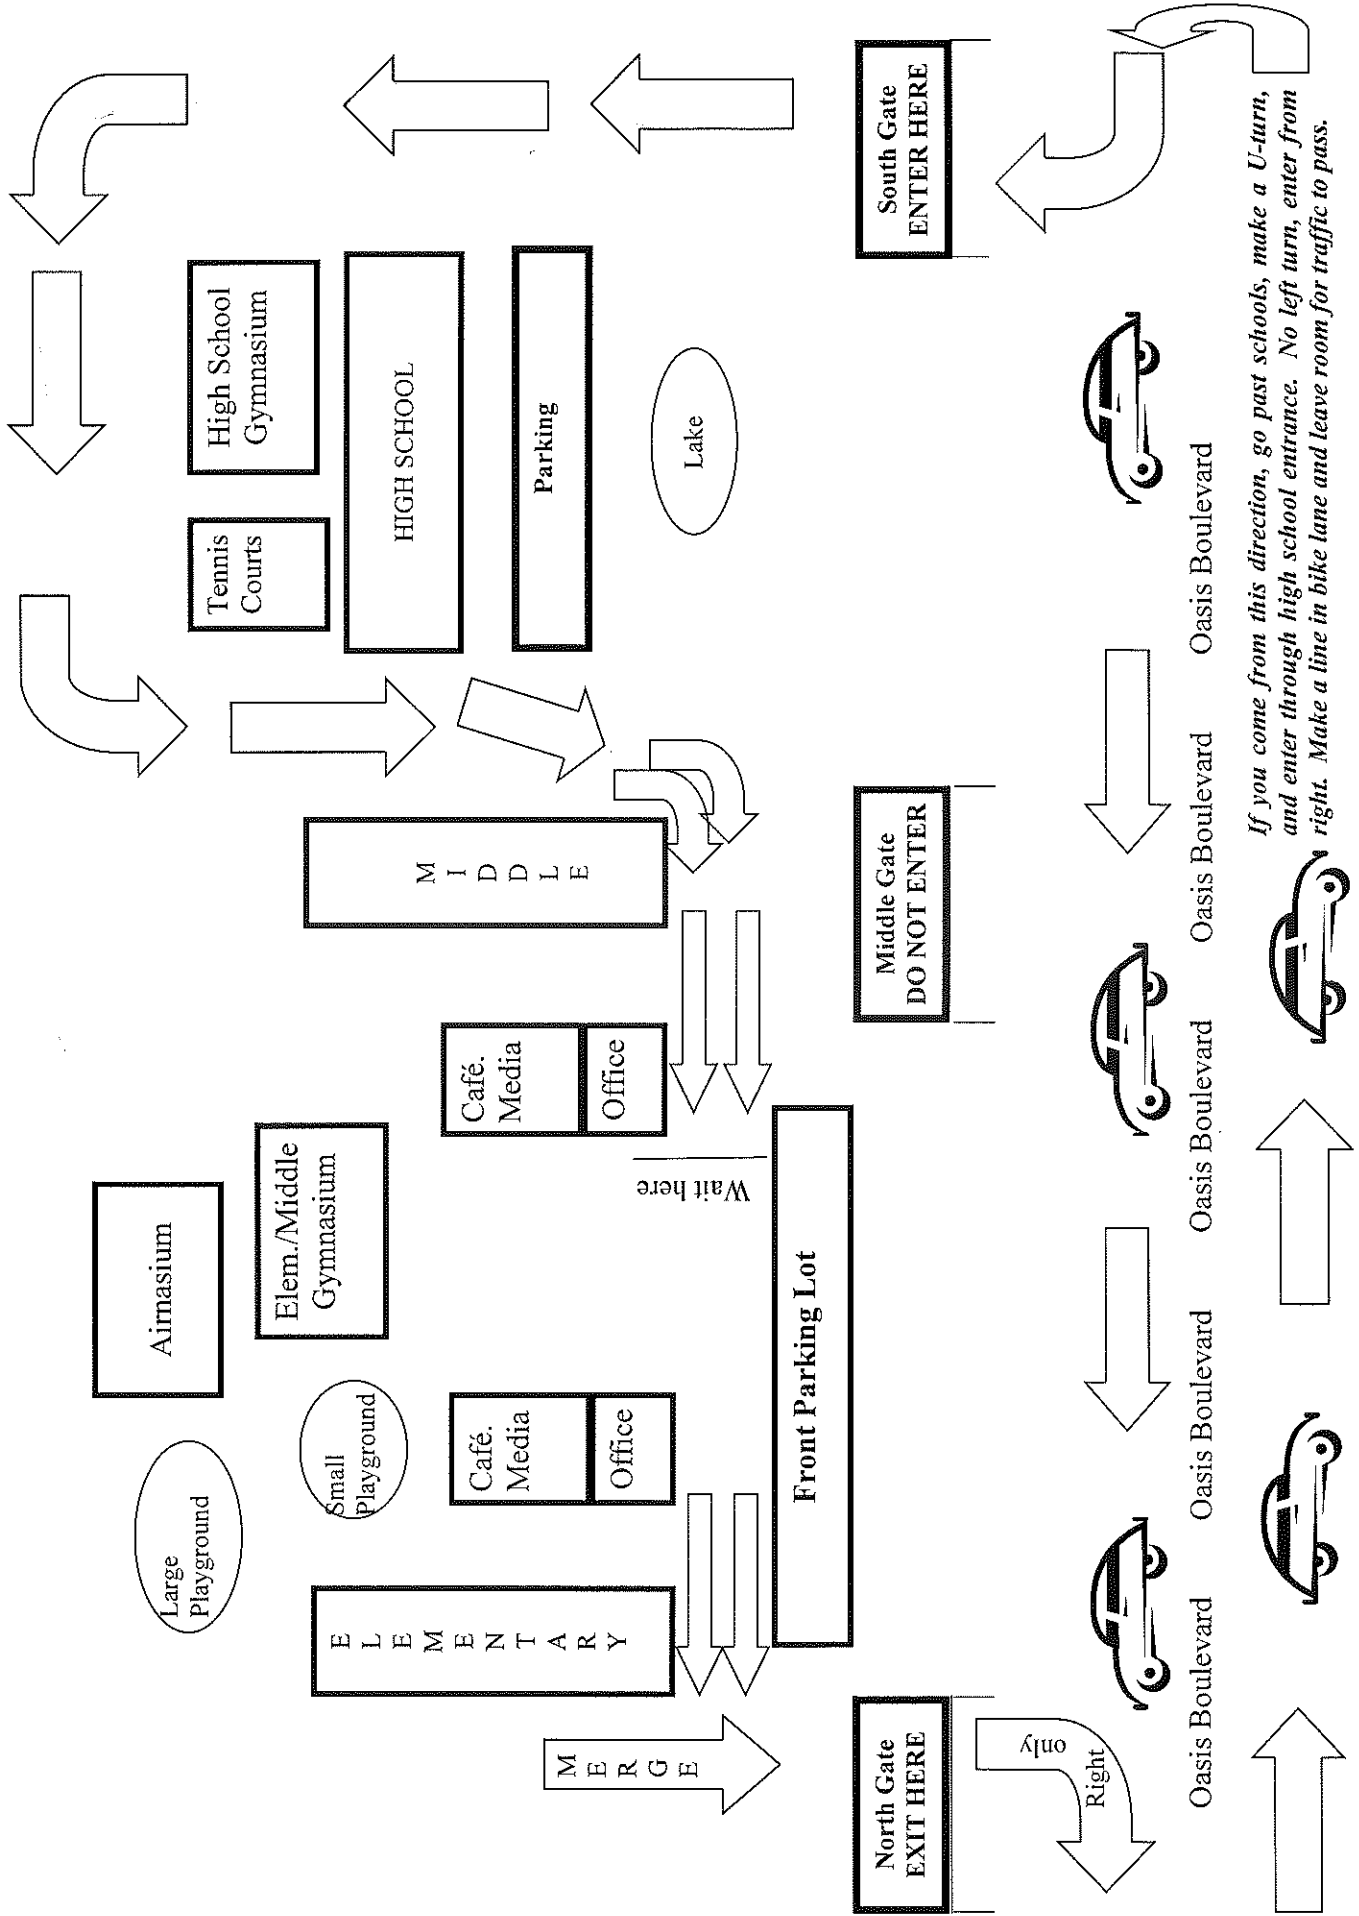 Airnasium
Large
Playground
Tennis
Courts
High School
Gymnasium
Elem./Middle
Gymnasium
Small
Playground
E
L
E
M
E
N
T
A
R
Y
HIGH SCHOOL
M
I
D
D
L
E
Café.
Media
Office
Café.
Media
Office
Parking
M
E
R
G
E
Wait here
Lake
Front Parking Lot
North Gate
EXIT HERE
Middle Gate
DO NOT ENTER
South Gate
ENTER HERE
Right
only
Oasis Boulevard
Oasis Boulevard
Oasis Boulevard
Oasis Boulevard
Oasis Boulevard
If you come from this direction, go past schools, make a U-turn,
and enter through high school entrance.  No left turn, enter from
right.  Make a line in bike lane and leave room for traffic to pass.